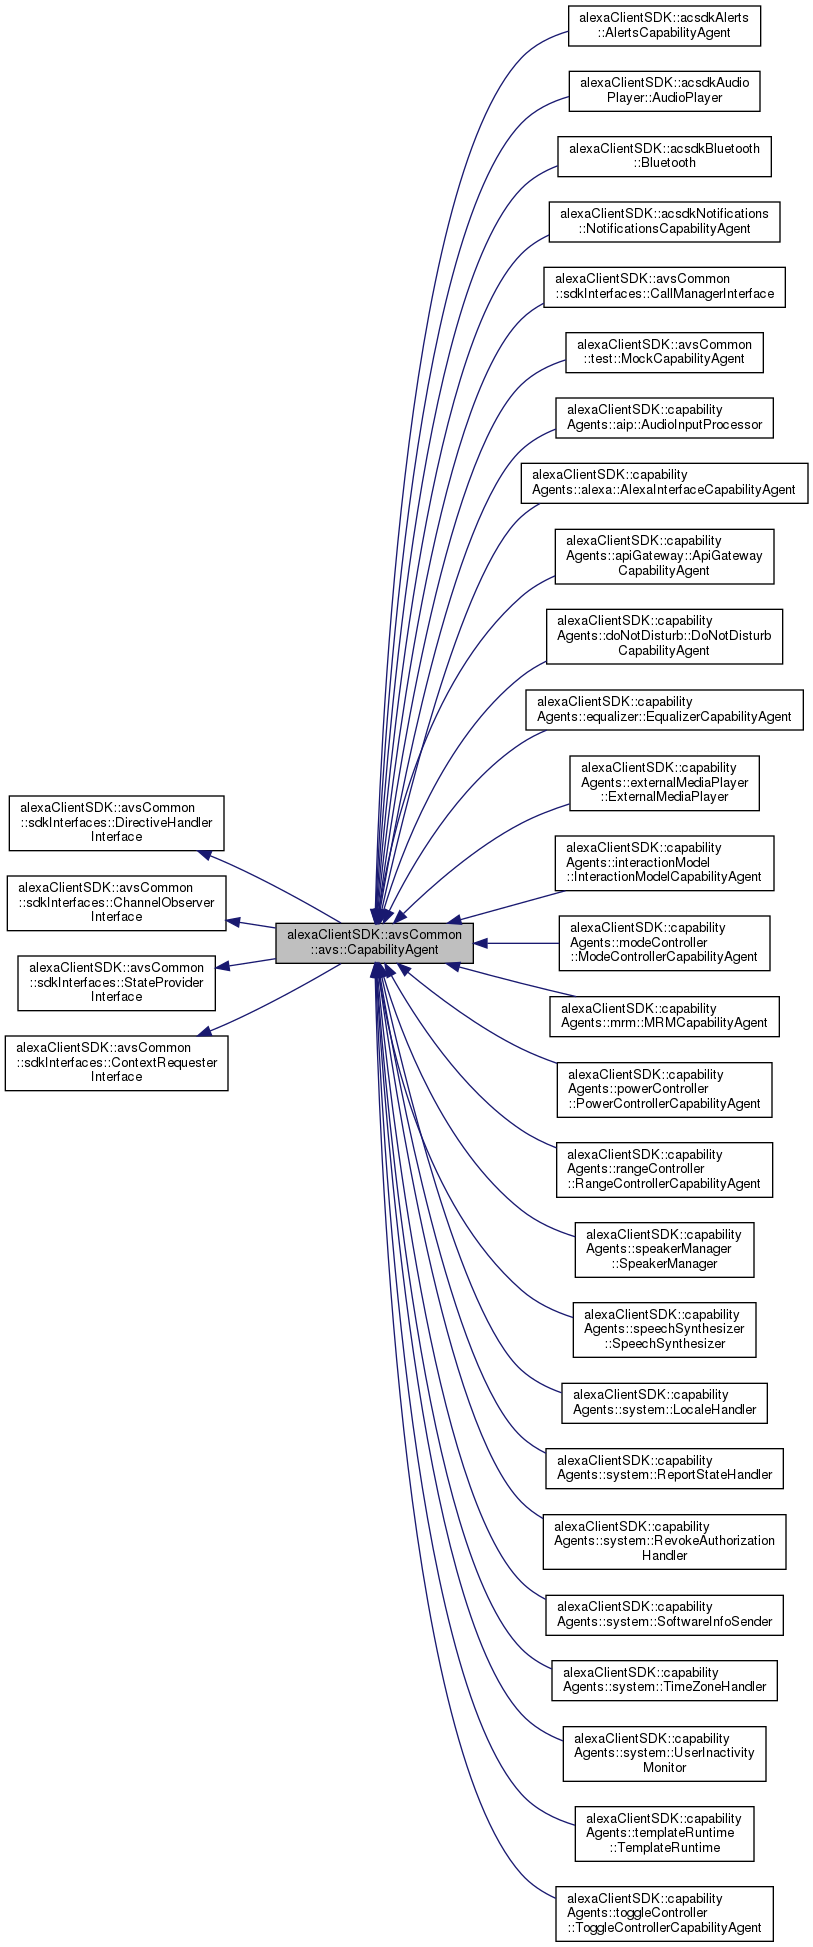 alexaClientSDK::acsdkAlerts
::AlertsCapabilityAgent
alexaClientSDK::acsdkAudio
Player::AudioPlayer
alexaClientSDK::acsdkBluetooth
::Bluetooth
alexaClientSDK::acsdkNotifications
::NotificationsCapabilityAgent
alexaClientSDK::avsCommon
::sdkInterfaces::CallManagerInterface
alexaClientSDK::avsCommon
::test::MockCapabilityAgent
alexaClientSDK::capability
Agents::aip::AudioInputProcessor
alexaClientSDK::capability
Agents::alexa::AlexaInterfaceCapabilityAgent
alexaClientSDK::capability
Agents::apiGateway::ApiGateway
CapabilityAgent
alexaClientSDK::capability
Agents::doNotDisturb::DoNotDisturb
CapabilityAgent
alexaClientSDK::capability
Agents::equalizer::EqualizerCapabilityAgent
alexaClientSDK::capability
Agents::externalMediaPlayer
::ExternalMediaPlayer
alexaClientSDK::avsCommon
::sdkInterfaces::DirectiveHandler
Interface
alexaClientSDK::capability
Agents::interactionModel
::InteractionModelCapabilityAgent
alexaClientSDK::avsCommon
::sdkInterfaces::ChannelObserver
Interface
alexaClientSDK::avsCommon
::avs::CapabilityAgent
alexaClientSDK::capability
Agents::modeController
::ModeControllerCapabilityAgent
alexaClientSDK::avsCommon
::sdkInterfaces::StateProvider
Interface
alexaClientSDK::capability
Agents::mrm::MRMCapabilityAgent
alexaClientSDK::avsCommon
::sdkInterfaces::ContextRequester
Interface
alexaClientSDK::capability
Agents::powerController
::PowerControllerCapabilityAgent
alexaClientSDK::capability
Agents::rangeController
::RangeControllerCapabilityAgent
alexaClientSDK::capability
Agents::speakerManager
::SpeakerManager
alexaClientSDK::capability
Agents::speechSynthesizer
::SpeechSynthesizer
alexaClientSDK::capability
Agents::system::LocaleHandler
alexaClientSDK::capability
Agents::system::ReportStateHandler
alexaClientSDK::capability
Agents::system::RevokeAuthorization
Handler
alexaClientSDK::capability
Agents::system::SoftwareInfoSender
alexaClientSDK::capability
Agents::system::TimeZoneHandler
alexaClientSDK::capability
Agents::system::UserInactivity
Monitor
alexaClientSDK::capability
Agents::templateRuntime
::TemplateRuntime
alexaClientSDK::capability
Agents::toggleController
::ToggleControllerCapabilityAgent